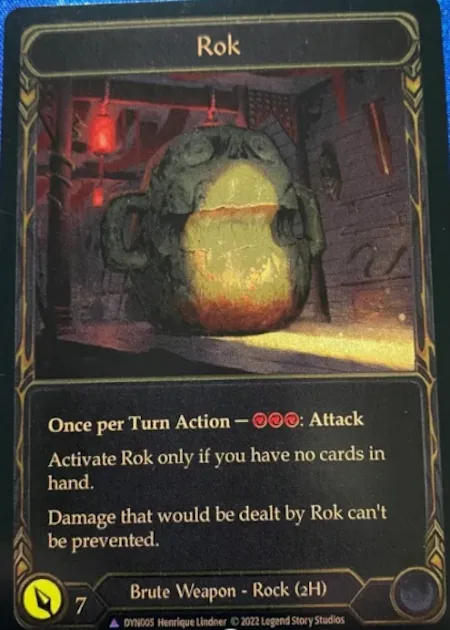 Rok
Once per Turn Action — : Attack
Activate Rok only if you have no cards in
hand.
Damage that would be dealt by Rok can't
be prevented.
7
Brute Weapon - Rock (2H)
DYN005 Henrique Lindner © 2022 Legend Story Studios